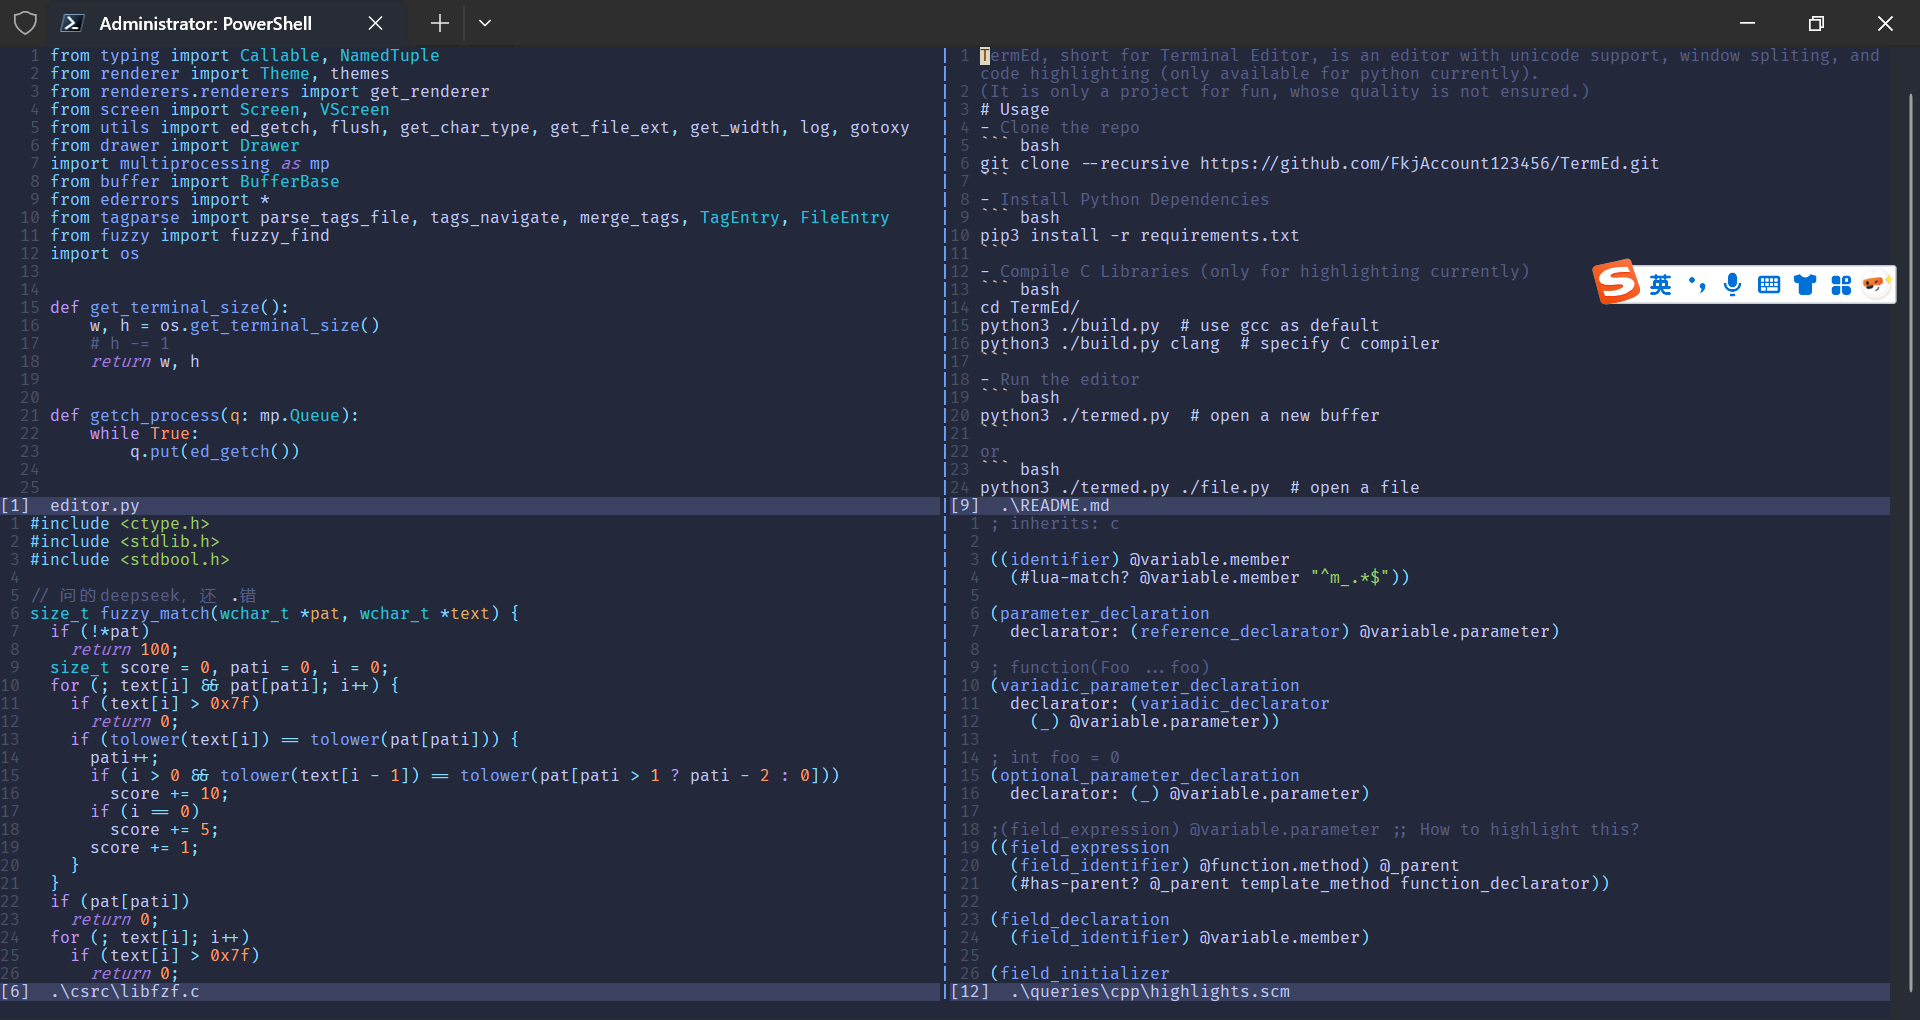 Administrator: PowerShell
1 from typing import Callable, NamedTuple
2 from renderer import Theme, themes
3 from renderers.renderers import get_renderer
4 from screen import Screen, VScreen
5 from utils import ed_getch, flush, get_char_type, get_file_ext, get_width, log, gotoxy
6 from drawer import Drawer
7 import multiprocessing as mp
8 from buffer import BufferBase
9 from ederrors import *
10 from tagparse import parse_tags_file, tags_navigate, merge_tags, TagEntry, FileEntry
11 from fuzzy import fuzzy_find
12 import os
13
14
15 def get_terminal_size():
16     w, h = os.get_terminal_size()
17     # h -= 1
18     return w, h
19
20
21 def getch_process(q: mp.Queue):
22     while True:
23         q.put(ed_getch())
24
25
[1] editor.py
1 #include <ctype.h>
2 #include <stdlib.h>
3 #include <stdbool.h>
4
5 // 问的deepseek, 还 .错
6 size_t fuzzy_match(wchar_t *pat, wchar_t *text) {
7   if (!*pat)
8     return 100;
9   size_t score = 0, pati = 0, i = 0;
10   for (; text[i] && pat[pati]; i++) {
11     if (text[i] > 0x7f)
12       return 0;
13     if (tolower(text[i]) == tolower(pat[pati])) {
14       pati++;
15       if (i > 0 && tolower(text[i - 1]) == tolower(pat[pati > 1 ? pati - 2 : 0]))
16         score += 10;
17       if (i == 0)
18         score += 5;
19       score += 1;
20     }
21   }
22   if (pat[pati])
23     return 0;
24   for (; text[i]; i++)
25     if (text[i] > 0x7f)
26       return 0;
[6] .\csrc\libfzf.c
1 TermEd, short for Terminal Editor, is an editor with unicode support, window spliting, and
code highlighting (only available for python currently).
2 (It is only a project for fun, whose quality is not ensured.)
3 # Usage
4 - Clone the repo
5 ``` bash
6 git clone --recursive https://github.com/FkjAccount123456/TermEd.git
7 ```
8 - Install Python Dependencies
9 ``` bash
10 pip3 install -r requirements.txt
11 ```
12 - Compile C Libraries (only for highlighting currently)
13 ``` bash
14 cd TermEd/
15 python3 ./build.py  # use gcc as default
16 python3 ./build.py clang  # specify C compiler
17 ```
18 - Run the editor
19 ``` bash
20 python3 ./termed.py  # open a new buffer
21 ```
22 or
23 ``` bash
24 python3 ./termed.py ./file.py  # open a file
[9] .\README.md
1 ; inherits: c
2
3 ((identifier) @variable.member
4   (#lua-match? @variable.member "^m_.*$"))
5
6 (parameter_declaration
7   declarator: (reference_declarator) @variable.parameter)
8
9 ; function(Foo ...foo)
10 (variadic_parameter_declaration
11   declarator: (variadic_declarator
12     (_) @variable.parameter))
13
14 ; int foo = 0
15 (optional_parameter_declaration
16   declarator: (_) @variable.parameter)
17
18 ;(field_expression) @variable.parameter ;; How to highlight this?
19 ((field_expression
20   (field_identifier) @function.method) @_parent
21   (#has-parent? @_parent template_method function_declarator))
22
23 (field_declaration
24   (field_identifier) @variable.member)
25
26 (field_initializer
[12] .\queries\cpp\highlights.scm
S 英